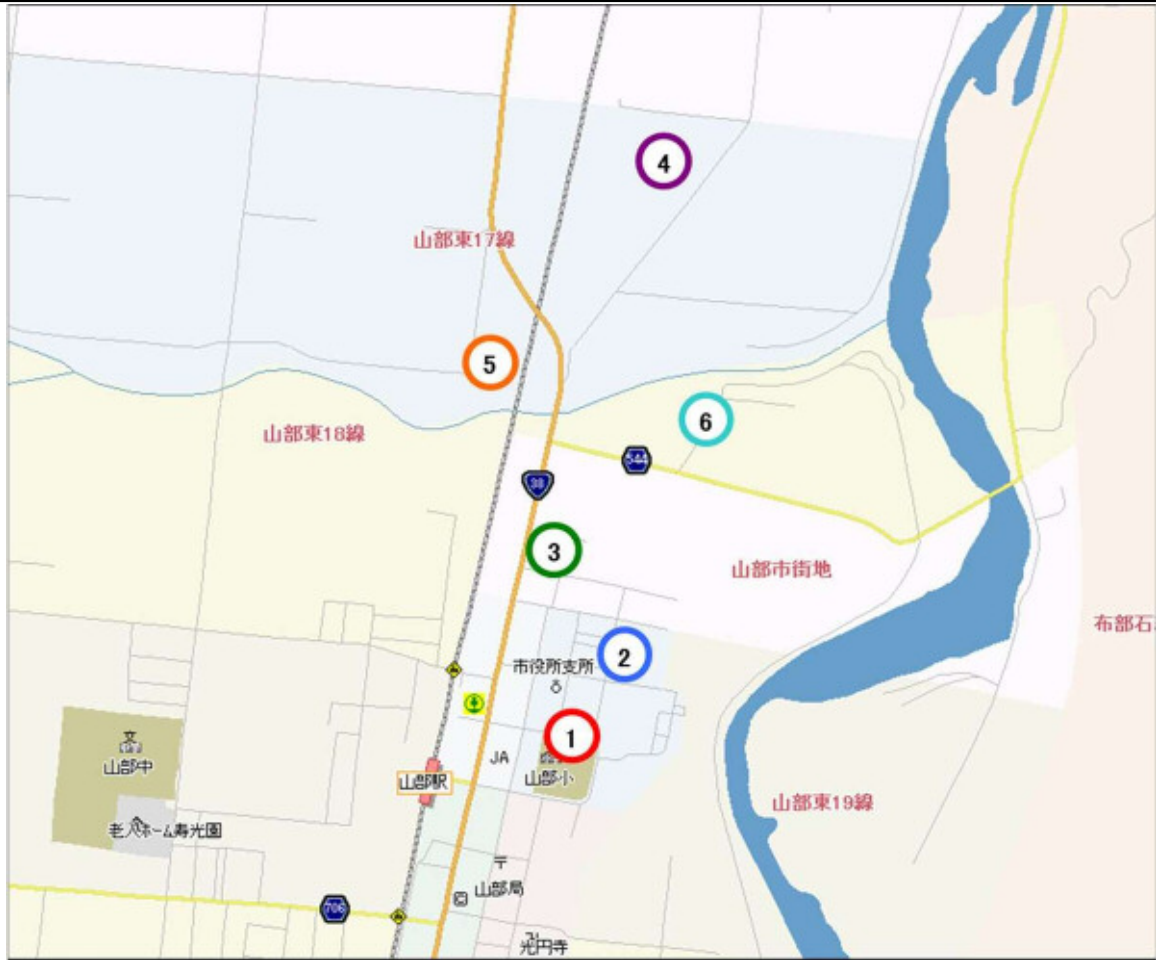 4
山部東17線
5
6
山部東18線
544
38
3
山部市街地
布部石
2
市役所支所
1
文
山部中
JA
山部小
山部駅
山部東19線
老人ホーム寿光園
〒
山部局
706
卍
光円寺